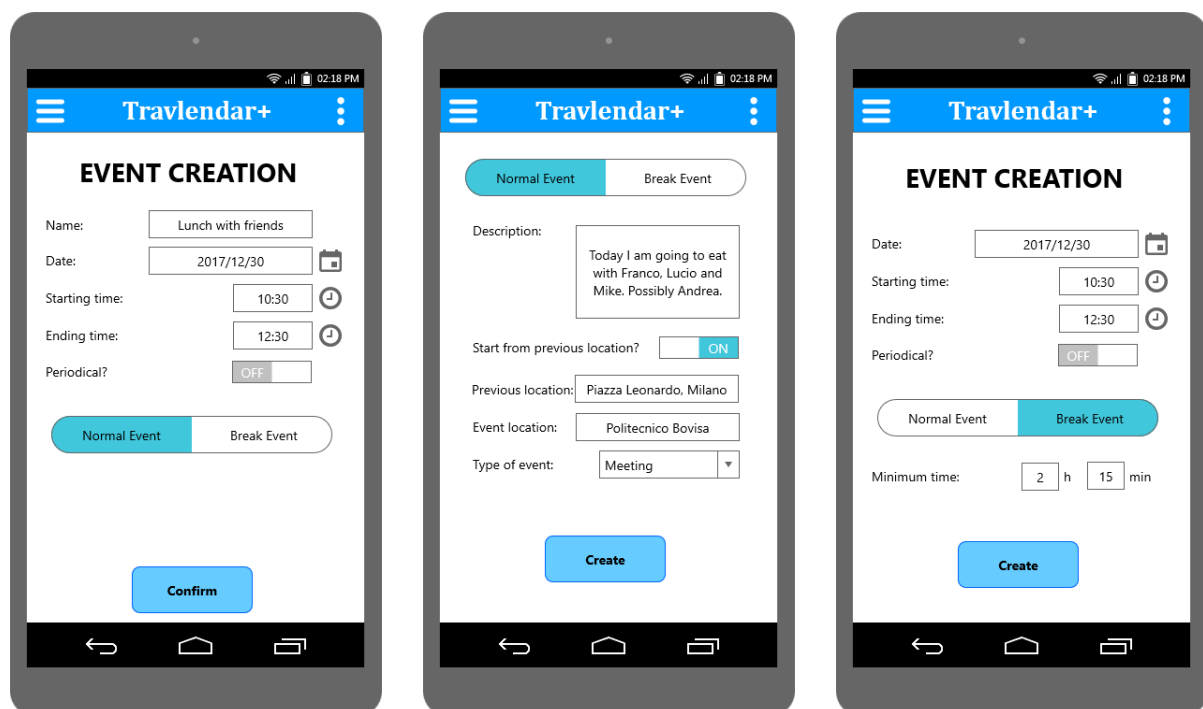 02:18 PM
Travlendar+
EVENT CREATION
Name: Lunch with friends
Date: 2017/12/30
Starting time: 10:30
Ending time: 12:30
Periodical? OFF
Normal Event Break Event
Confirm
02:18 PM
Travlendar+
Normal Event Break Event
Description:
Today I am going to eat
with Franco, Lucio and
Mike. Possibly Andrea.
Start from previous location? ON
Previous location: Piazza Leonardo, Milano
Event location: Politecnico Bovisa
Type of event: Meeting
Create
02:18 PM
Travlendar+
EVENT CREATION
Date: 2017/12/30
Starting time: 10:30
Ending time: 12:30
Periodical? OFF
Normal Event Break Event
Minimum time: 2 h 15 min
Create